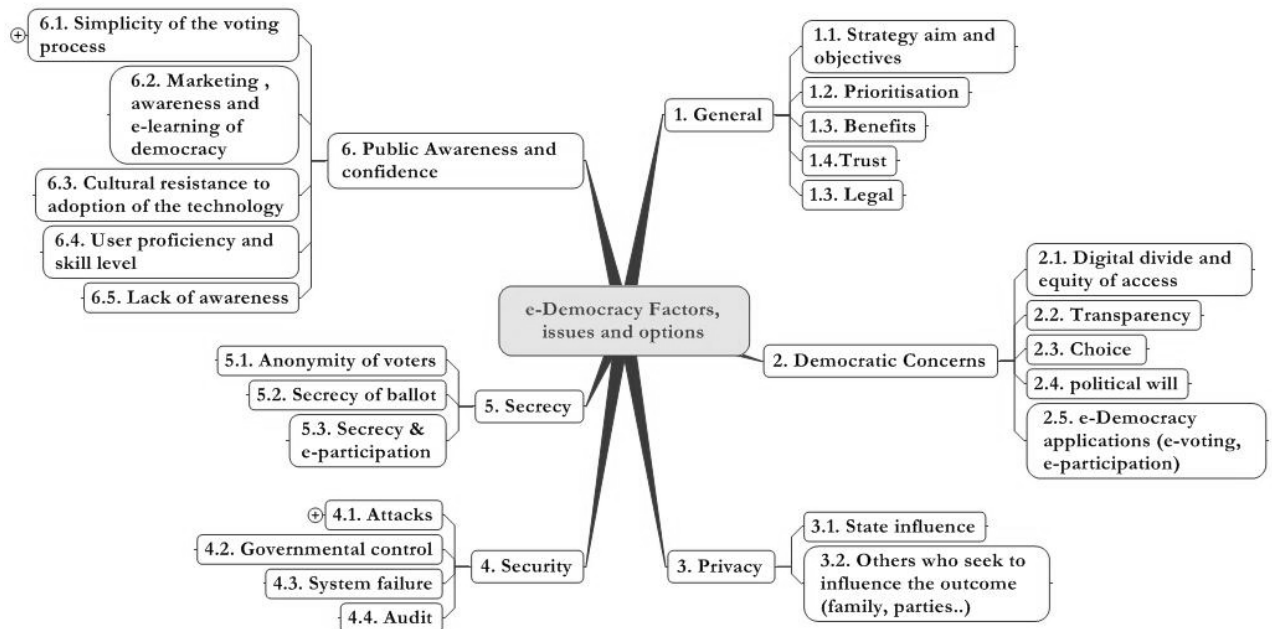 e-Democracy Factors,
issues and options
1. General
1.1. Strategy aim and
objectives
1.2. Prioritisation
1.3. Benefits
1.4.Trust
1.3. Legal
2. Democratic Concerns
2.1. Digital divide and
equity of access
2.2. Transparency
2.3. Choice
2.4. political will
2.5. e-Democracy
applications (e-voting,
e-participation)
3. Privacy
3.1. State influence
3.2. Others who seek to
influence the outcome
(family, parties..)
4. Security
4.1. Attacks
4.2. Governmental control
4.3. System failure
4.4. Audit
5. Secrecy
5.1. Anonymity of voters
5.2. Secrecy of ballot
5.3. Secrecy &
e-participation
6. Public Awareness and
confidence
6.1. Simplicity of the voting
process
6.2. Marketing ,
awareness and
e-learning of
democracy
6.3. Cultural resistance to
adoption of the technology
6.4. User proficiency and
skill level
6.5. Lack of awareness